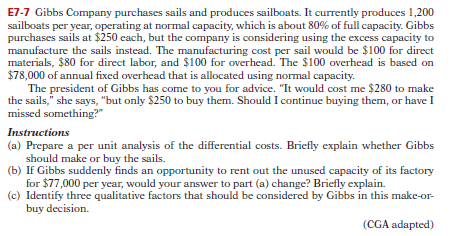 E7-7 Gibbs Company purchases sails and produces sailboats. It currently produces 1,200
sailboats per year, operating at normal capacity, which is about 80% of full capacity. Gibbs
purchases sails at $250 each, but the company is considering using the excess capacity to
manufacture the sails instead. The manufacturing cost per sail would be $100 for direct
materials, $80 for direct labor, and $100 for overhead. The $100 overhead is based on
$78,000 of annual fixed overhead that is allocated using normal capacity.
The president of Gibbs has come to you for advice. "It would cost me $280 to make
the sails," she says, "but only $250 to buy them. Should I continue buying them, or have I
missed something?"
Instructions
(a) Prepare a per unit analysis of the differential costs. Briefly explain whether Gibbs
should make or buy the sails.
(b) If Gibbs suddenly finds an opportunity to rent out the unused capacity of its factory
for $77,000 per year, would your answer to part (a) change? Briefly explain.
(c) Identify three qualitative factors that should be considered by Gibbs in this make-or-
buy decision.
(CGA adapted)